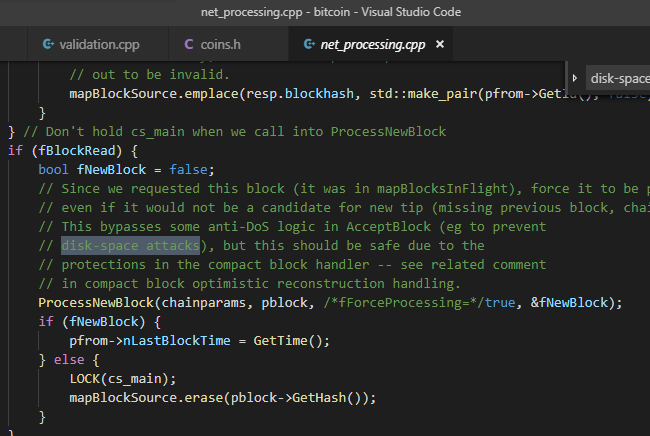 net_processing.cpp - bitcoin - Visual Studio Code
validation.cpp
coins.h
net_processing.cpp
disk-space
// out to be invalid.
mapBlockSource.emplace(resp.blockhash, std::make_pair(pfrom->GetId(), false
}
} // Don't hold cs_main when we call into ProcessNewBlock
if (fBlockRead) {
bool fNewBlock = false;
// Since we requested this block (it was in mapBlocksInFlight), force it to be p
// even if it would not be a candidate for new tip (missing previous block, chai
// This bypasses some anti-DoS logic in AcceptBlock (eg to prevent
// disk-space attacks), but this should be safe due to the
// protections in the compact block handler -- see related comment
// in compact block optimistic reconstruction handling.
ProcessNewBlock(chainparams, pblock, /*fForceProcessing=*/true, &fNewBlock);
if (fNewBlock) {
pfrom->nLastBlockTime = GetTime();
} else {
LOCK(cs_main);
mapBlockSource.erase(pblock->GetHash());
}
}